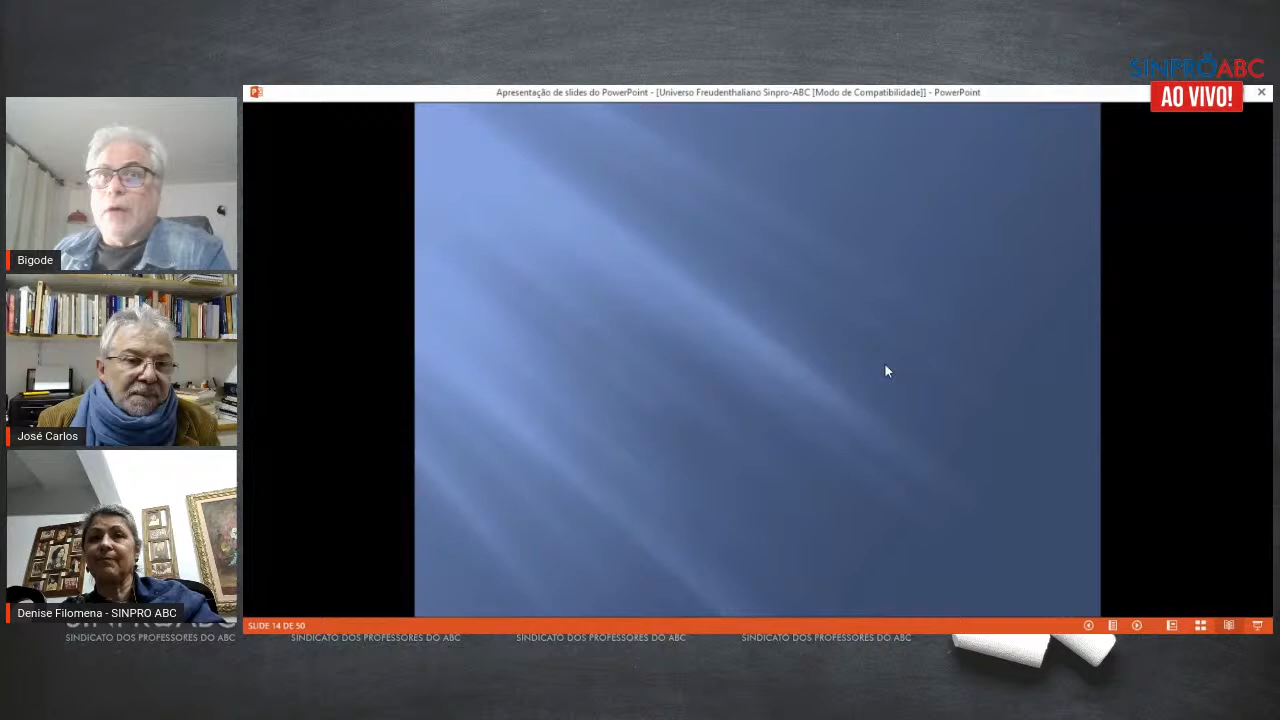 SINPRO ABC
AO VIVO!
Apresentação de slides do PowerPoint - [Universo Freudenthaliano Sinpro-ABC [Modo de Compatibilidade]] - PowerPoint
Bigode
José Carlos
Denise Filomena - SINPRO ABC
SLIDE 14 DE 50
SINPRO ABC
SINDICATO DOS PROFESSORES DO ABC
SINDICATO DOS PROFESSORES DO ABC
SINDICATO DOS PROFESSORES DO ABC
SINDICATO DOS PROFESSORES DO ABC